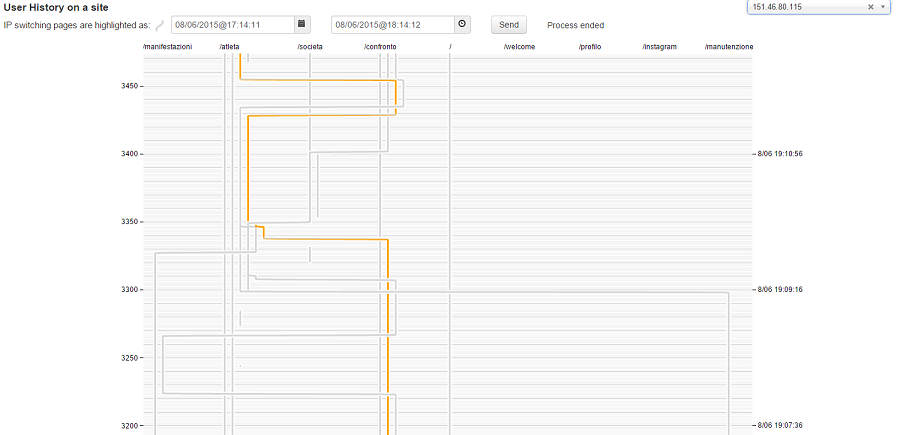 User History on a site
151.46.80.115
IP switching pages are highlighted as: 08/06/2015@17:14:11 08/06/2015@18:14:12 Send Process ended
/manifestazioni /atleta /societa /confronto / /welcome /profilo /instagram /manutenzione
3450
3400 8/06 19:10:56
3350
3300 8/06 19:09:16
3250
3200 8/06 19:07:36